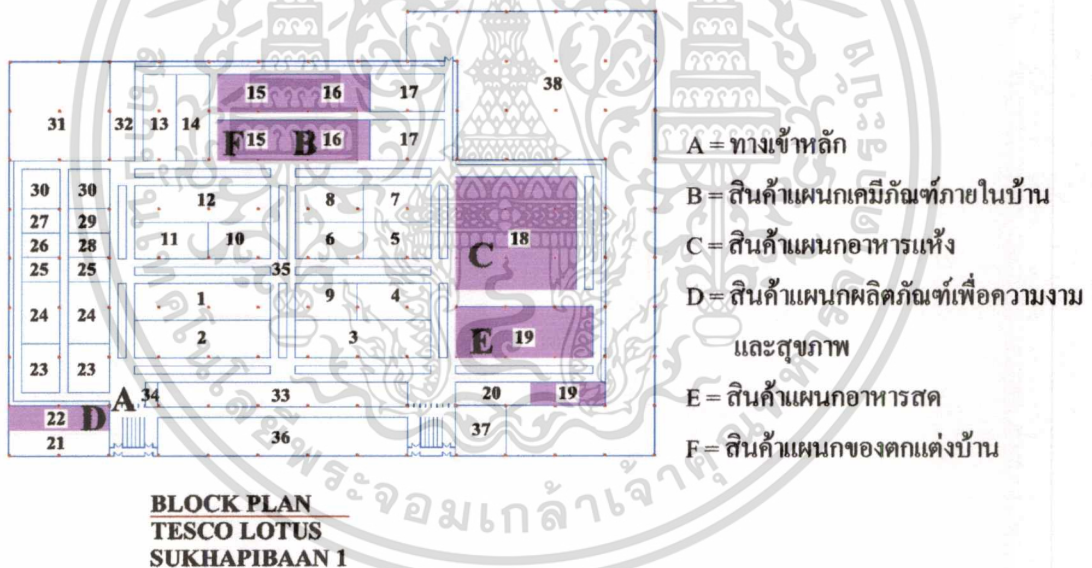 38
15 16 17
31 32 13 14
F 15 B 16 17
A = ทางเข้าหลัก
B = สินค้าแผนกเคมีภัณฑ์ภายในบ้าน
C = สินค้าแผนกอาหารแห้ง
D = สินค้าแผนกผลิตภัณฑ์เพื่อความงาม
และสุขภาพ
E = สินค้าแผนกอาหารสด
F = สินค้าแผนกของตกแต่งบ้าน
30 30 12 8 7
27 29
26 28 11 10 6 5 C 18
25 25 35
24 24 1 9 4
2 3 E 19
23 23
A 34 33 20 19
22 D
21 36 37
BLOCK PLAN
TESCO LOTUS
SUKHAPIBAAN 1